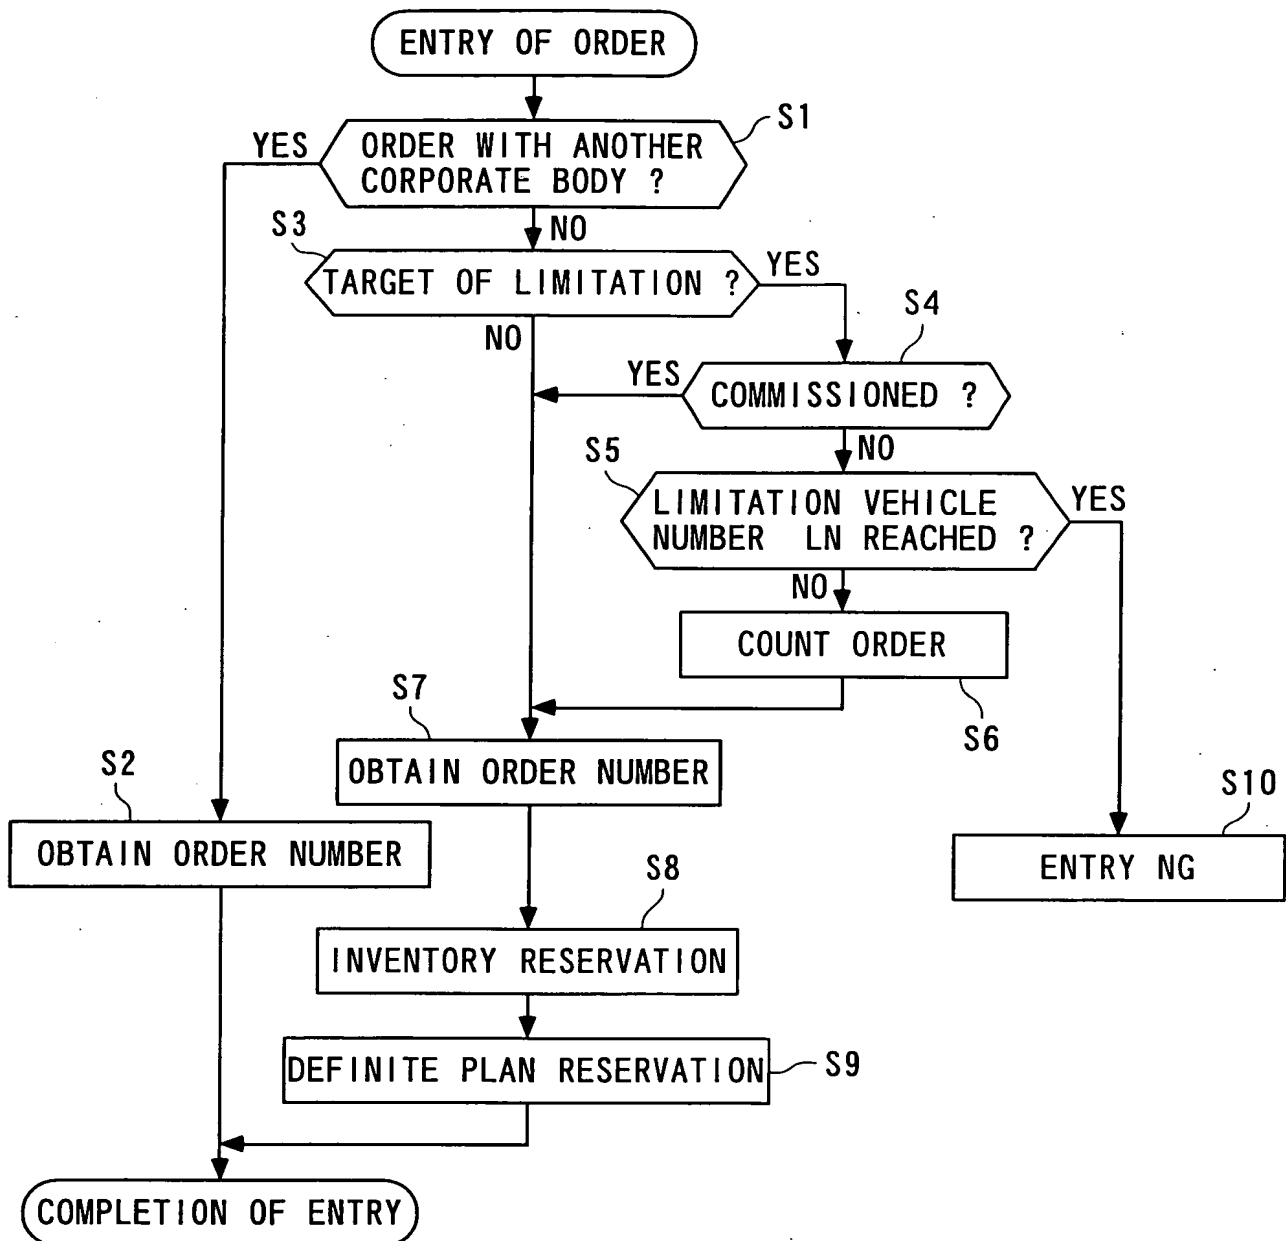 ENTRY OF ORDER
S1
YES
ORDER WITH ANOTHER
CORPORATE BODY ?
NO
S3
TARGET OF LIMITATION ?
YES
NO
S4
YES
COMMISSIONED ?
NO
S5
LIMITATION VEHICLE
NUMBER LN REACHED ?
YES
NO
COUNT ORDER
S6
S7
OBTAIN ORDER NUMBER
S2
OBTAIN ORDER NUMBER
S10
ENTRY NG
S8
INVENTORY RESERVATION
DEFINITE PLAN RESERVATION
S9
COMPLETION OF ENTRY